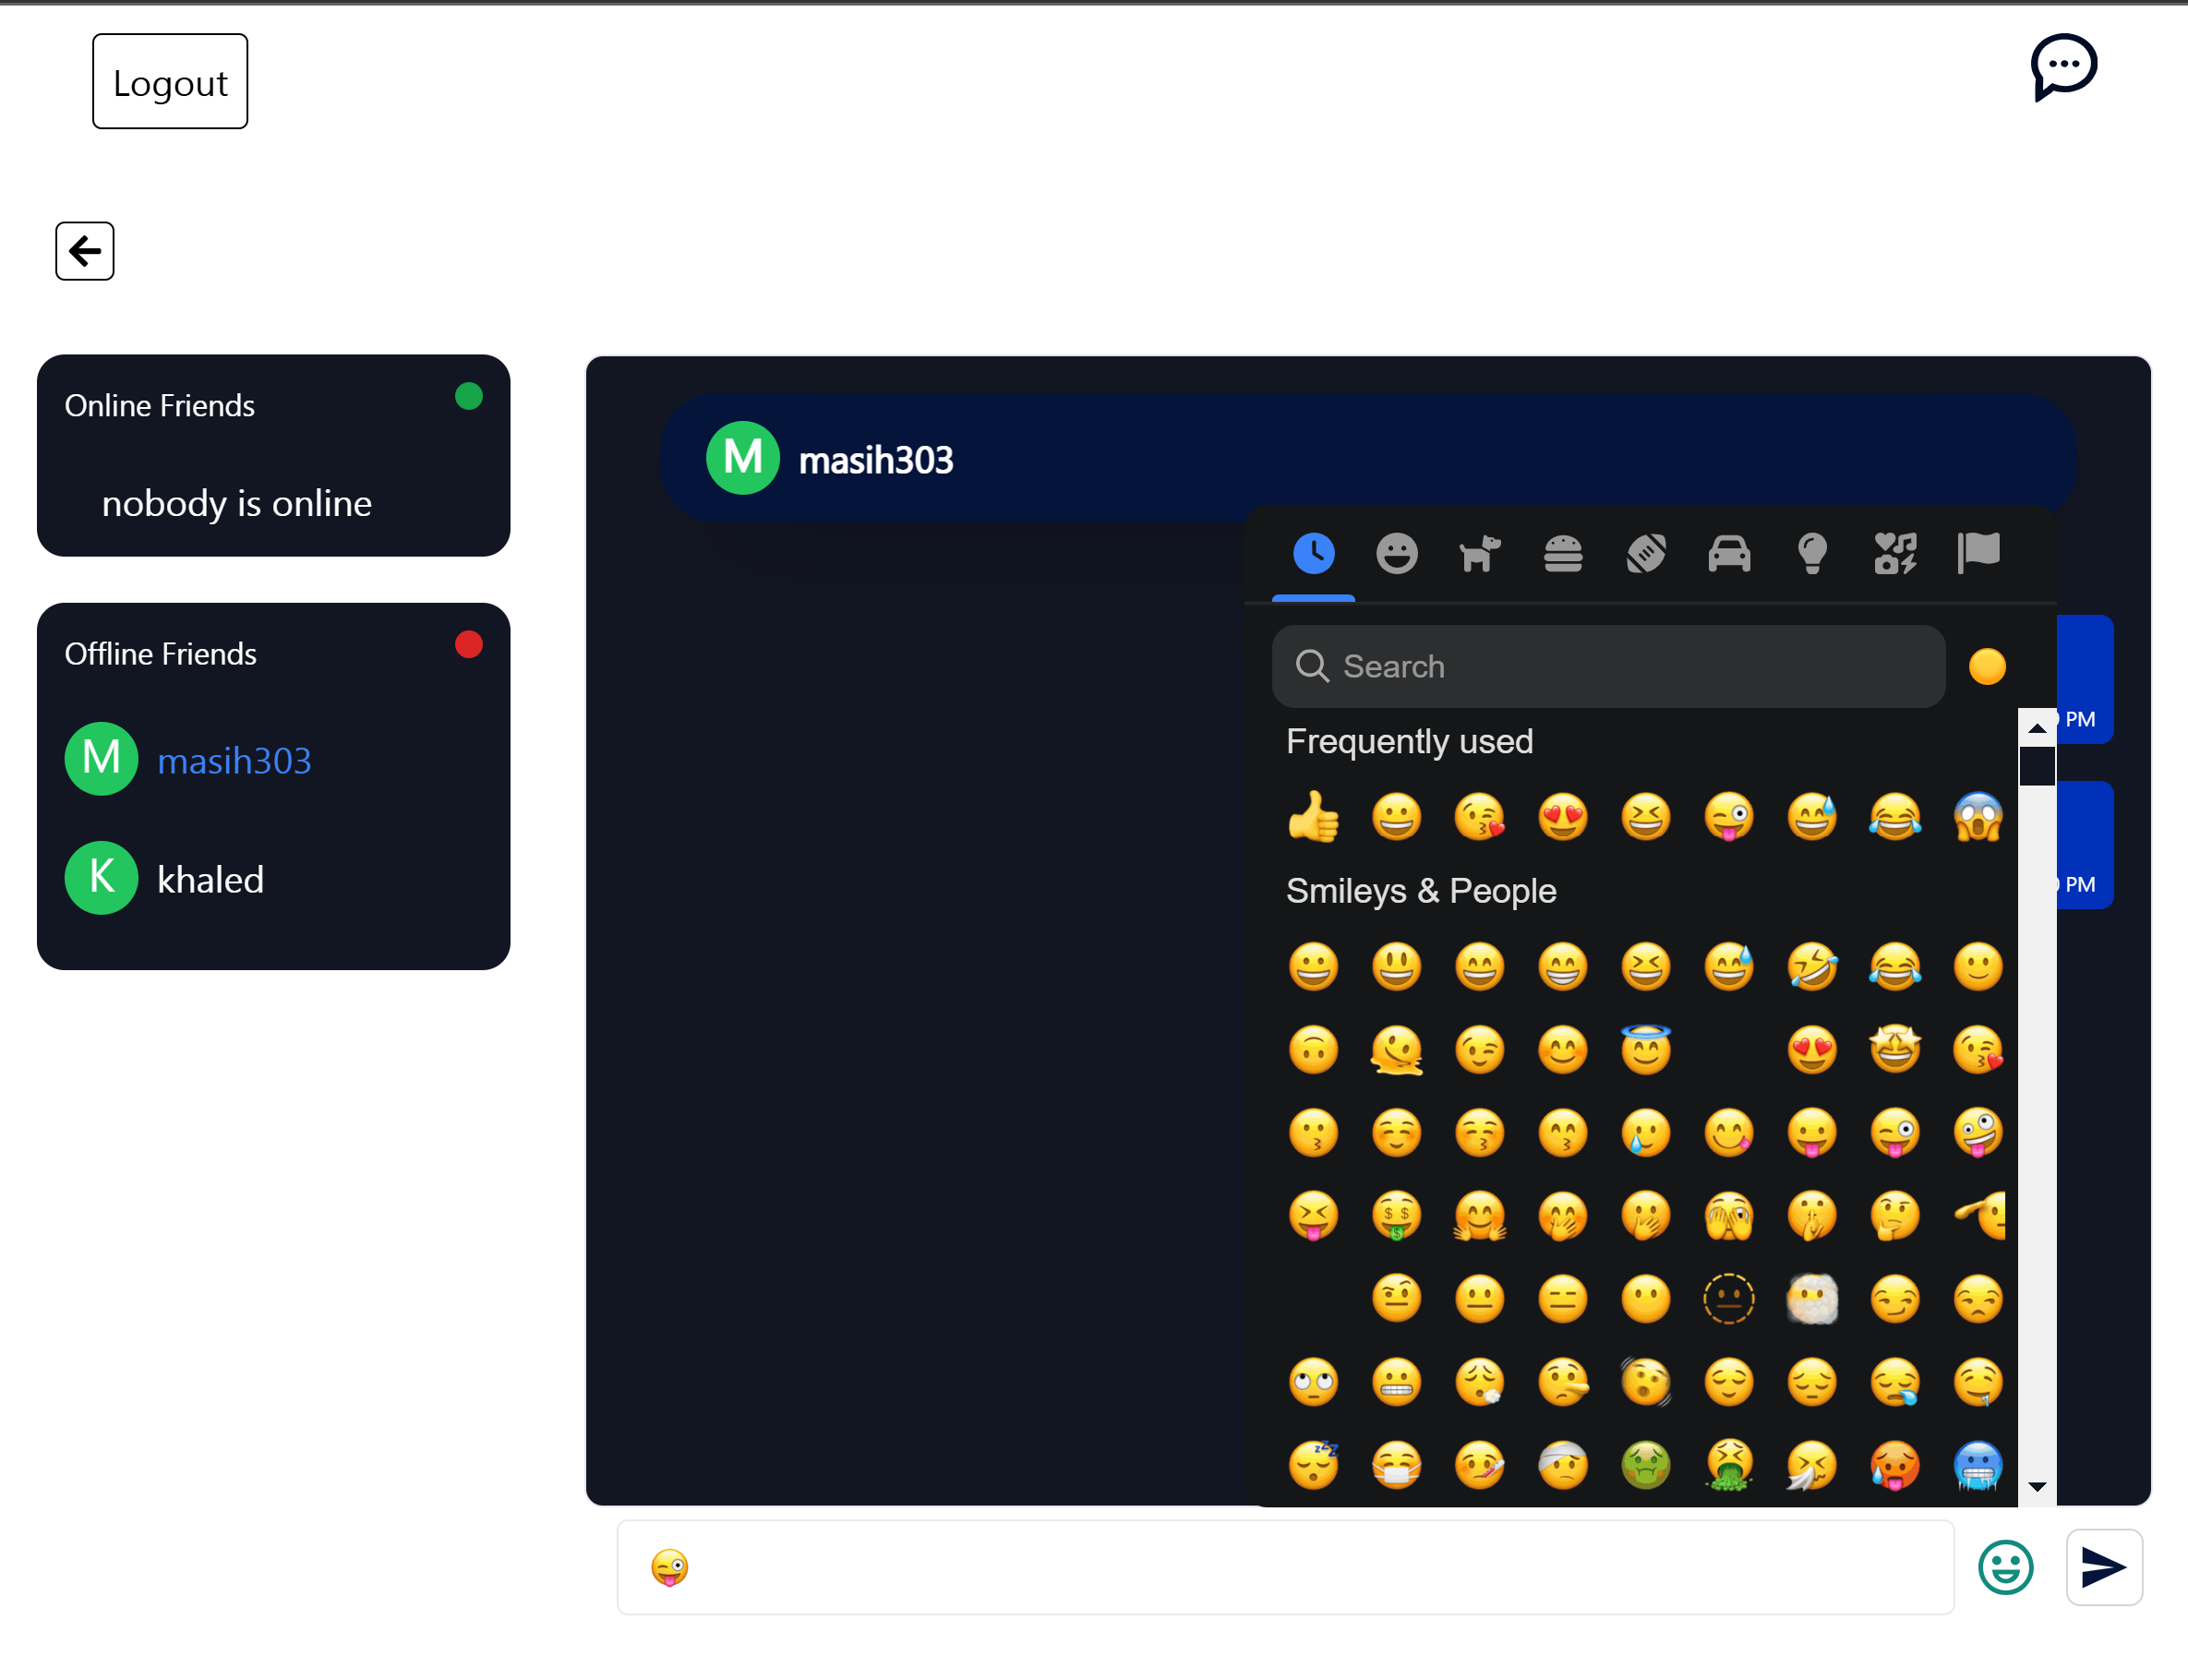 Logout
Online Friends
nobody is online
Offline Friends
M masih303
K khaled
M masih303
Search
Frequently used
Smileys & People
PM
PM